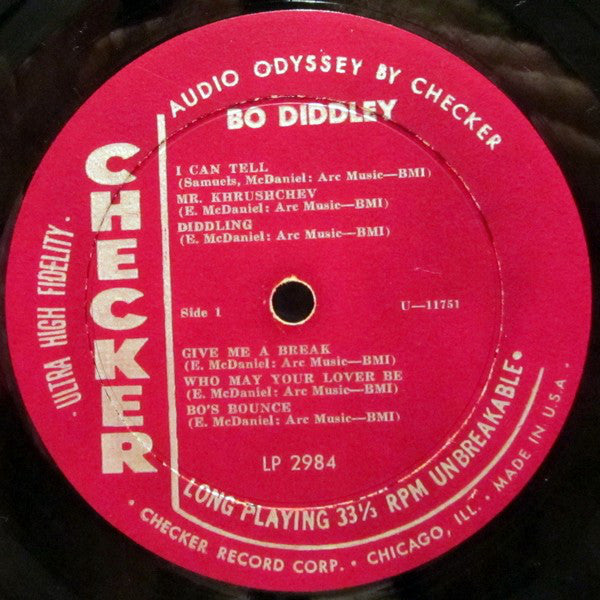 AUDIO ODYSSEY BY CHECKER
BO DIDDLEY
· ULTRA HIGH FIDELITY ·
CHECKER
I CAN TELL
(Samuels, McDaniel: Arc Music—BMI)
MR. KHRUSHCHEV
(E. McDaniel: Arc Music—BMI)
DIDDLING
(E. McDaniel: Arc Music—BMI)
Side 1
U—11751
GIVE ME A BREAK
(E. McDaniel: Arc Music—BMI)
WHO MAY YOUR LOVER BE
(E. McDaniel: Arc Music—BMI)
BO'S BOUNCE
(E. McDaniel: Arc Music—BMI)
LP 2984
LONG PLAYING 33⅓ RPM UNBREAKABLE·
· CHECKER RECORD CORP. · CHICAGO, ILL. · MADE IN U.S.A.·